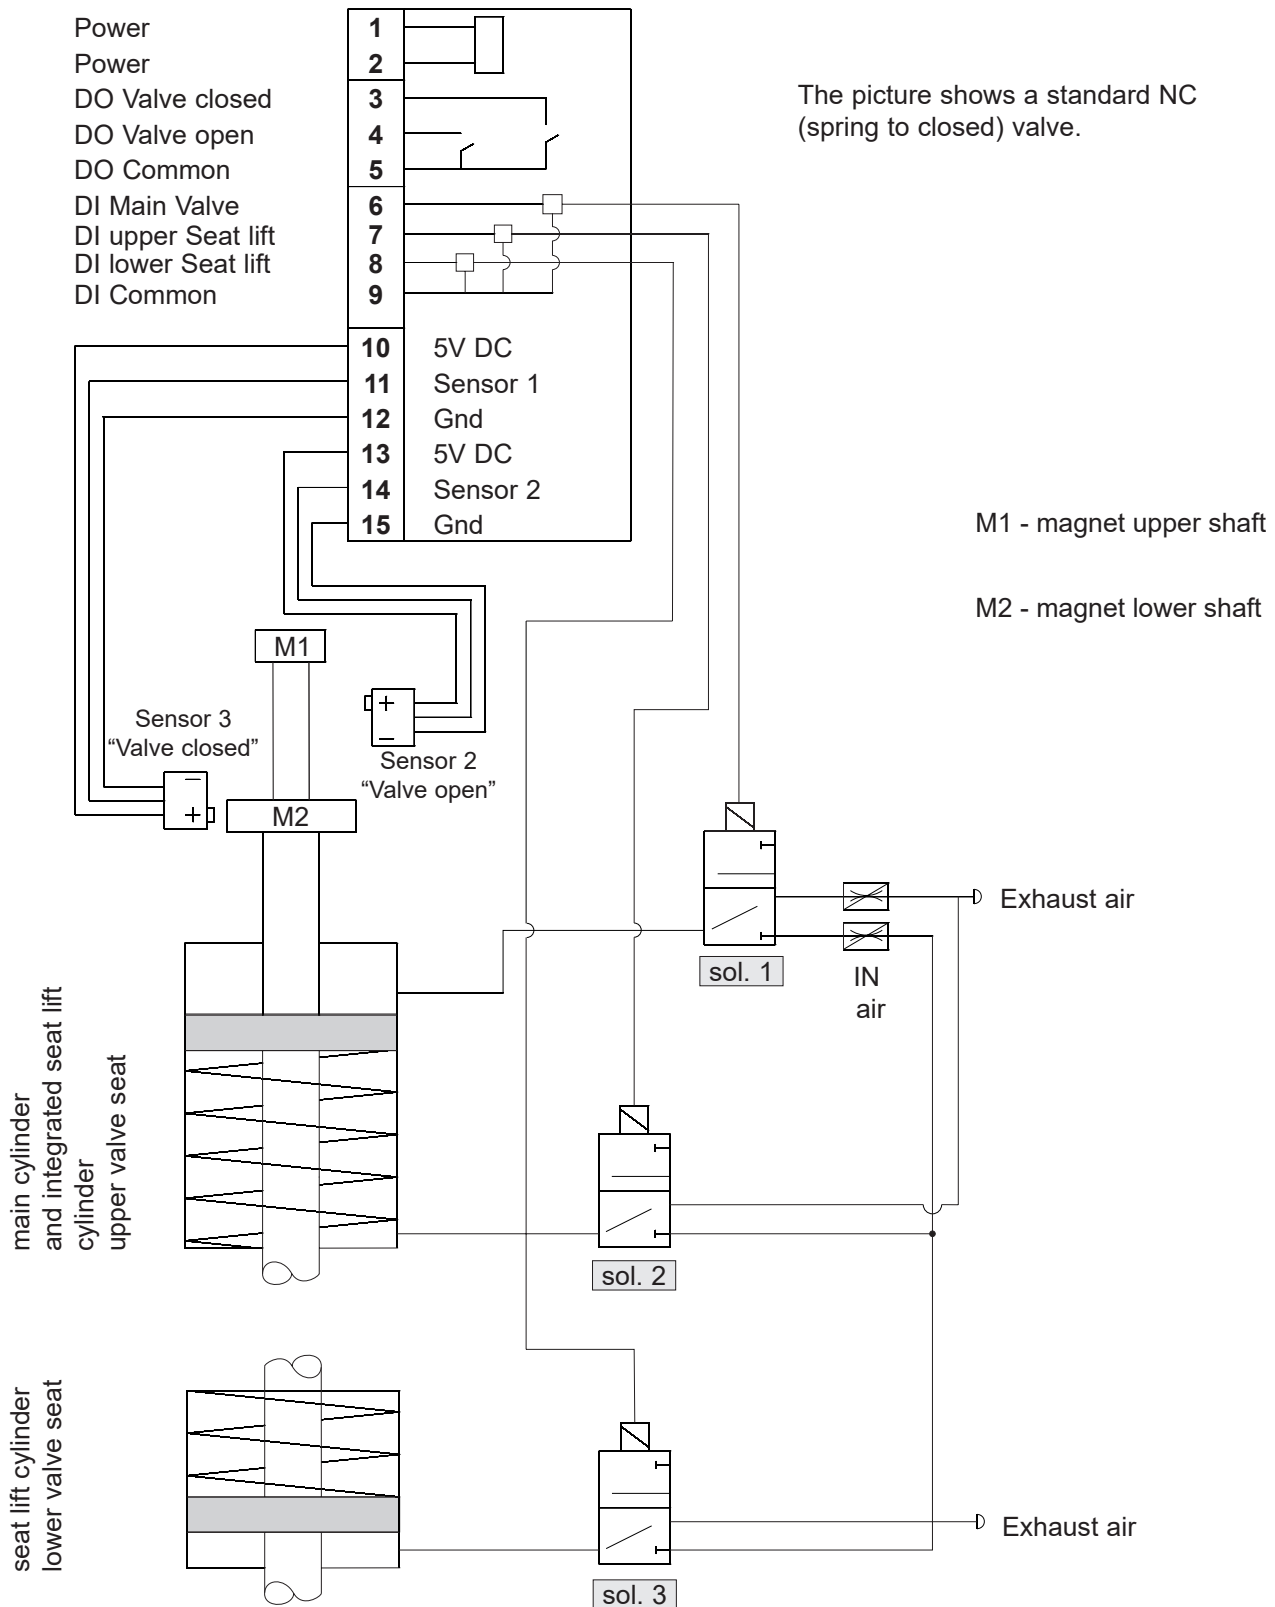 Power 1
Power 2
DO Valve closed 3
DO Valve open 4
DO Common 5
DI Main Valve 6
DI upper Seat lift 7
DI lower Seat lift 8
DI Common 9
10 5V DC
11 Sensor 1
12 Gnd
13 5V DC
14 Sensor 2
15 Gnd
The picture shows a standard NC
(spring to closed) valve.
M1 - magnet upper shaft
M2 - magnet lower shaft
M1
Sensor 3
“Valve closed”
+
–
Sensor 2
“Valve open”
–
+
M2
Exhaust air
sol. 1
IN
air
main cylinder
and integrated seat lift
cylinder
upper valve seat
sol. 2
seat lift cylinder
lower valve seat
Exhaust air
sol. 3